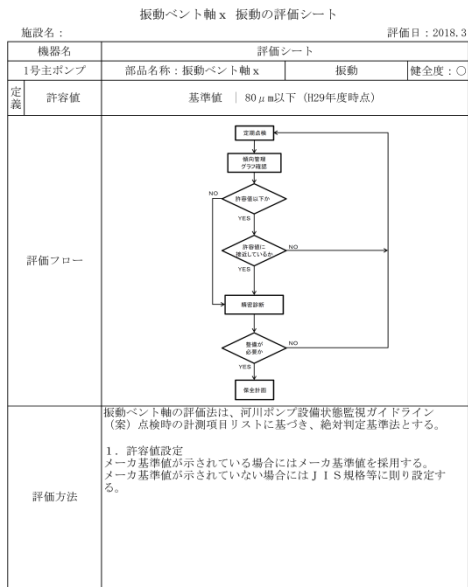 振動ベント軸x 振動の評価シート
施設名：
評価日：2018.3
機器名
評価シート
1号主ポンプ
部品名称：振動ベント軸x
振動
健全度：○
定義
許容値
基準値 | 80μm以下（H29年度時点）
評価フロー
定期点検
傾向管理
グラフ確認
許容値以下か
NO
YES
許容値に
接近しているか
NO
YES
精密診断
整備が
必要か
NO
YES
保全計画
評価方法
振動ベント軸の評価法は、河川ポンプ設備状態監視ガイドライン
（案）点検時の計測項目リストに基づき、絶対判定基準法とする。
１．許容値設定
メーカ基準値が示されている場合にはメーカ基準値を採用する。
メーカ基準値が示されていない場合にはＪＩＳ規格等に則り設定す
る。